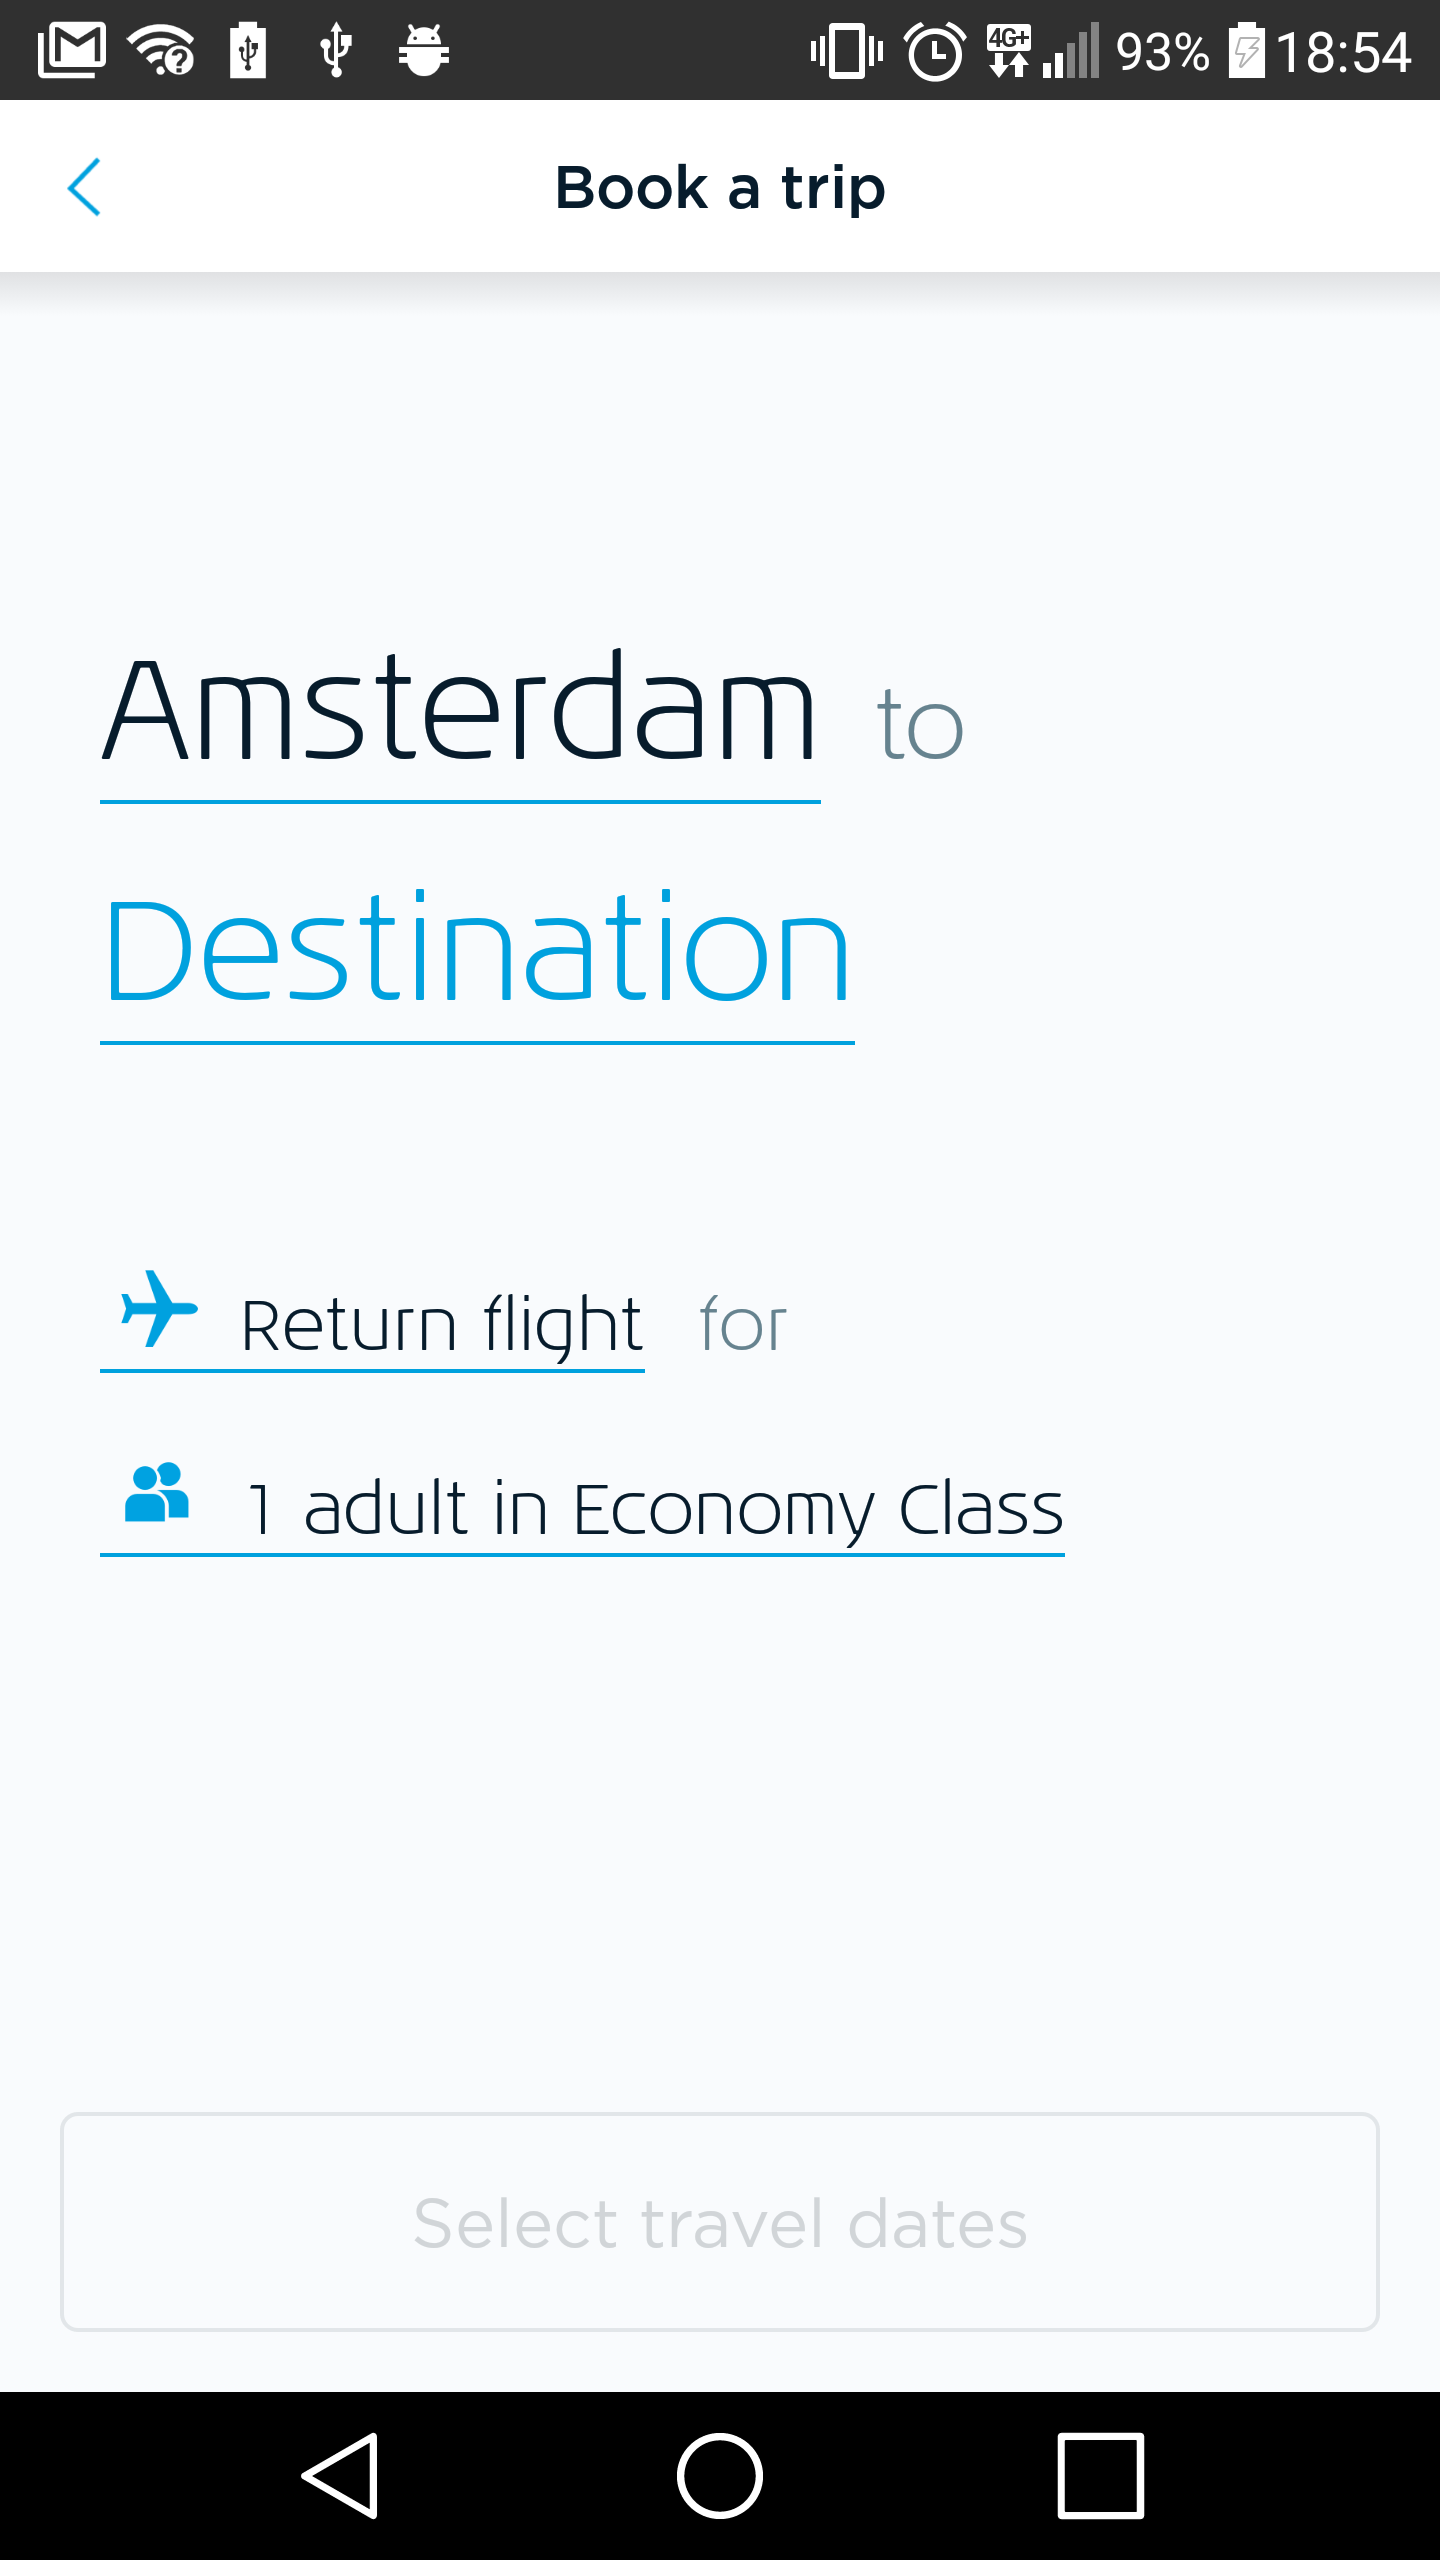 4G+ 93% 18:54
Book a trip
Amsterdam to
Destination
Return flight for
1 adult in Economy Class
Select travel dates